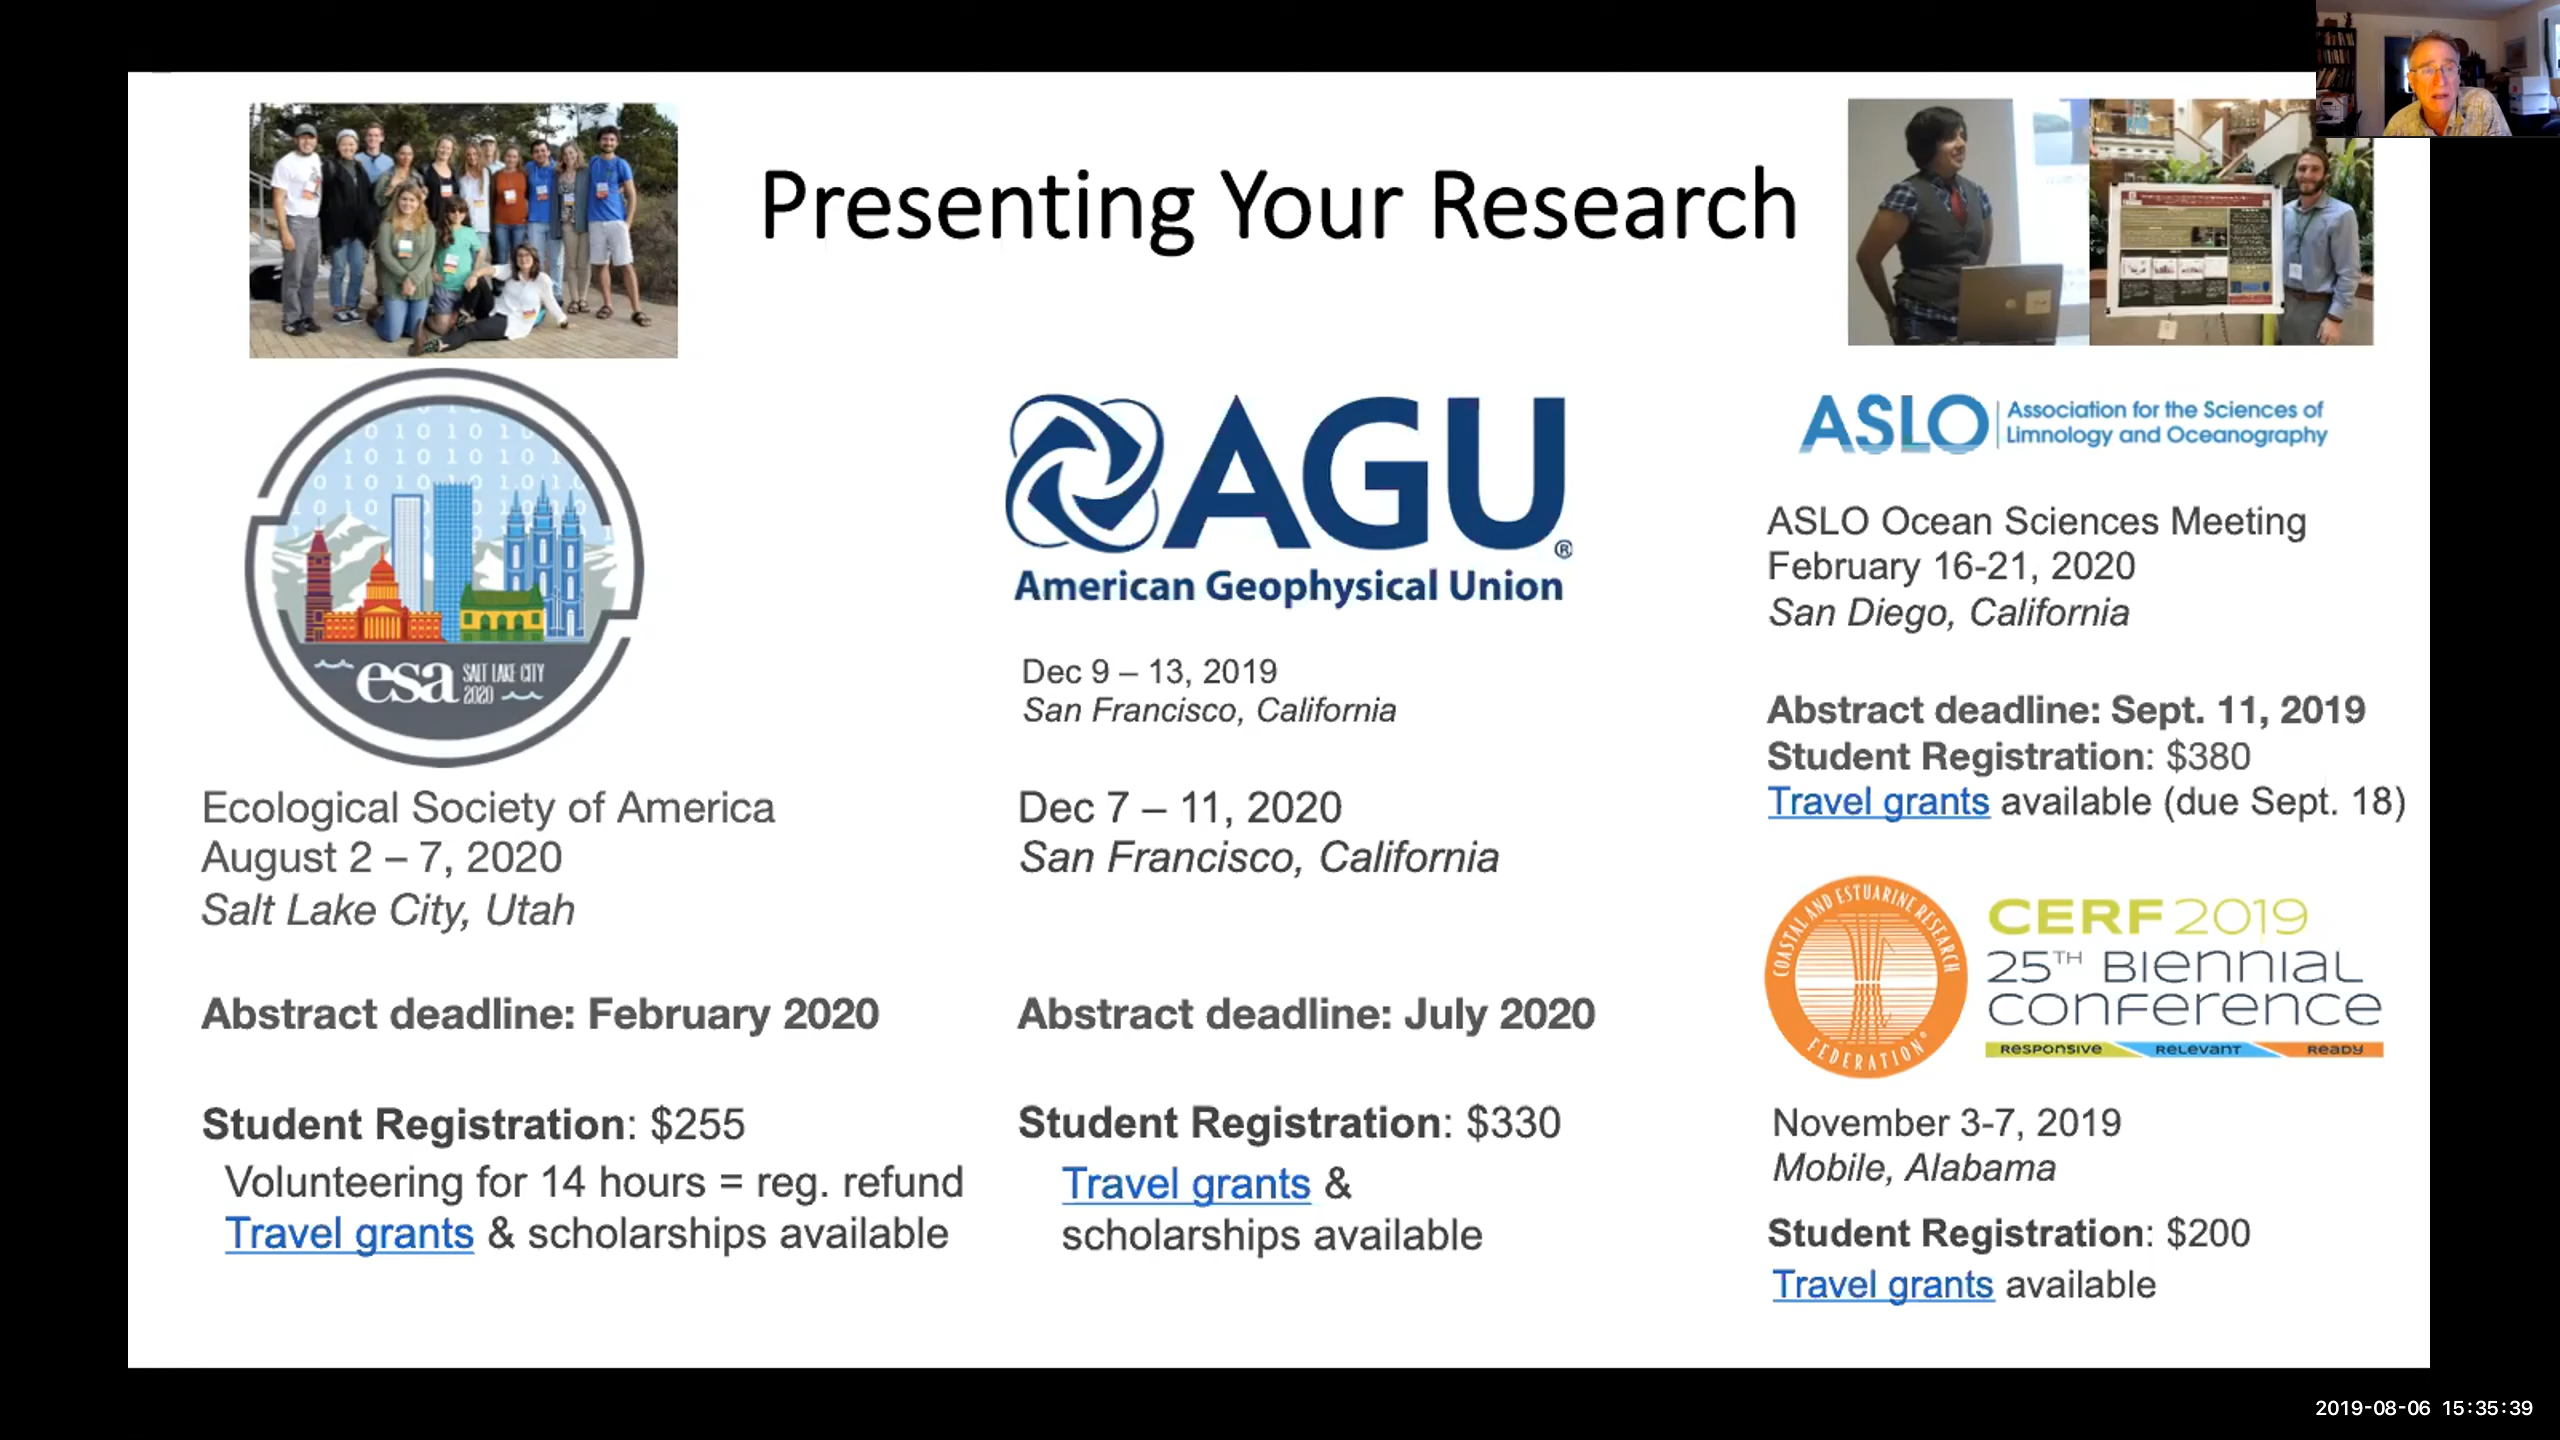 Presenting Your Research
esa SALT LAKE CITY
2020
Ecological Society of America
August 2 – 7, 2020
Salt Lake City, Utah
Abstract deadline: February 2020
Student Registration: $255
Volunteering for 14 hours = reg. refund
Travel grants & scholarships available
AGU®
American Geophysical Union
Dec 9 – 13, 2019
San Francisco, California
Dec 7 – 11, 2020
San Francisco, California
Abstract deadline: July 2020
Student Registration: $330
Travel grants &
scholarships available
ASLO Association for the Sciences of
Limnology and Oceanography
ASLO Ocean Sciences Meeting
February 16-21, 2020
San Diego, California
Abstract deadline: Sept. 11, 2019
Student Registration: $380
Travel grants available (due Sept. 18)
COASTAL AND ESTUARINE RESEARCH
FEDERATION®
CERF 2019
25TH BIENNIAL
CONFERENCE
RESPONSIVE RELEVANT READY
November 3-7, 2019
Mobile, Alabama
Student Registration: $200
Travel grants available
2019-08-06 15:35:39